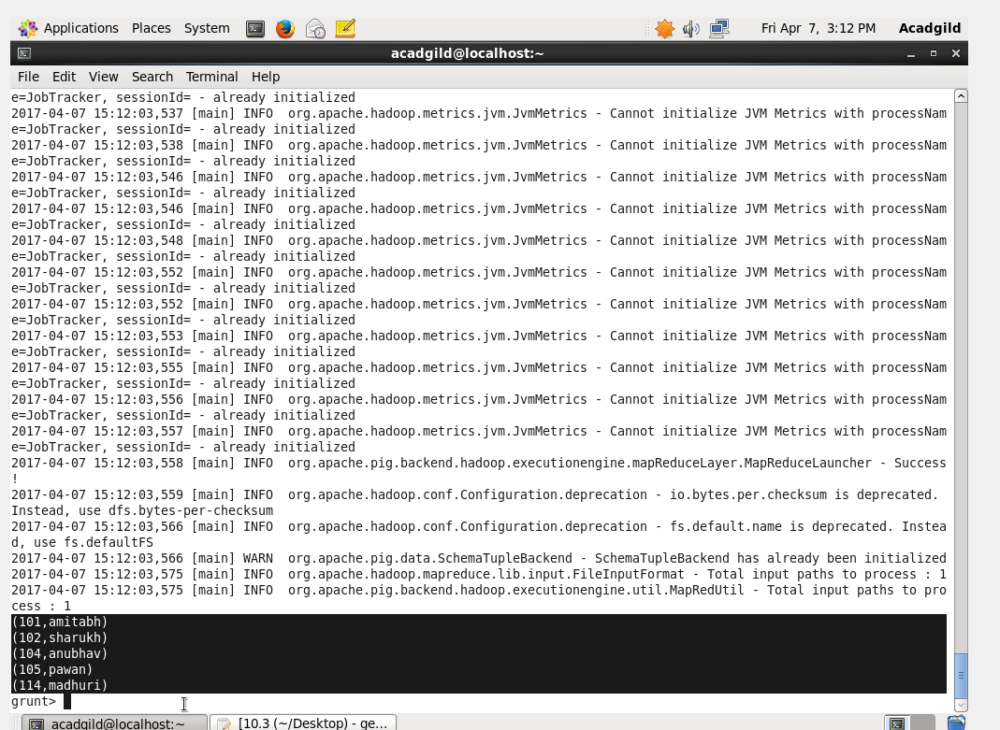 Applications Places System Fri Apr 7, 3:12 PM Acadgild
acadgild@localhost:~
File Edit View Search Terminal Help
e=JobTracker, sessionId= - already initialized
2017-04-07 15:12:03,537 [main] INFO  org.apache.hadoop.metrics.jvm.JvmMetrics - Cannot initialize JVM Metrics with processNam
e=JobTracker, sessionId= - already initialized
2017-04-07 15:12:03,538 [main] INFO  org.apache.hadoop.metrics.jvm.JvmMetrics - Cannot initialize JVM Metrics with processNam
e=JobTracker, sessionId= - already initialized
2017-04-07 15:12:03,546 [main] INFO  org.apache.hadoop.metrics.jvm.JvmMetrics - Cannot initialize JVM Metrics with processNam
e=JobTracker, sessionId= - already initialized
2017-04-07 15:12:03,546 [main] INFO  org.apache.hadoop.metrics.jvm.JvmMetrics - Cannot initialize JVM Metrics with processNam
e=JobTracker, sessionId= - already initialized
2017-04-07 15:12:03,548 [main] INFO  org.apache.hadoop.metrics.jvm.JvmMetrics - Cannot initialize JVM Metrics with processNam
e=JobTracker, sessionId= - already initialized
2017-04-07 15:12:03,552 [main] INFO  org.apache.hadoop.metrics.jvm.JvmMetrics - Cannot initialize JVM Metrics with processNam
e=JobTracker, sessionId= - already initialized
2017-04-07 15:12:03,552 [main] INFO  org.apache.hadoop.metrics.jvm.JvmMetrics - Cannot initialize JVM Metrics with processNam
e=JobTracker, sessionId= - already initialized
2017-04-07 15:12:03,553 [main] INFO  org.apache.hadoop.metrics.jvm.JvmMetrics - Cannot initialize JVM Metrics with processNam
e=JobTracker, sessionId= - already initialized
2017-04-07 15:12:03,555 [main] INFO  org.apache.hadoop.metrics.jvm.JvmMetrics - Cannot initialize JVM Metrics with processNam
e=JobTracker, sessionId= - already initialized
2017-04-07 15:12:03,556 [main] INFO  org.apache.hadoop.metrics.jvm.JvmMetrics - Cannot initialize JVM Metrics with processNam
e=JobTracker, sessionId= - already initialized
2017-04-07 15:12:03,557 [main] INFO  org.apache.hadoop.metrics.jvm.JvmMetrics - Cannot initialize JVM Metrics with processNam
e=JobTracker, sessionId= - already initialized
2017-04-07 15:12:03,558 [main] INFO  org.apache.pig.backend.hadoop.executionengine.mapReduceLayer.MapReduceLauncher - Success
!
2017-04-07 15:12:03,559 [main] INFO  org.apache.hadoop.conf.Configuration.deprecation - io.bytes.per.checksum is deprecated.
Instead, use dfs.bytes-per-checksum
2017-04-07 15:12:03,566 [main] INFO  org.apache.hadoop.conf.Configuration.deprecation - fs.default.name is deprecated. Instea
d, use fs.defaultFS
2017-04-07 15:12:03,566 [main] WARN  org.apache.pig.data.SchemaTupleBackend - SchemaTupleBackend has already been initialized
2017-04-07 15:12:03,575 [main] INFO  org.apache.hadoop.mapreduce.lib.input.FileInputFormat - Total input paths to process : 1
2017-04-07 15:12:03,575 [main] INFO  org.apache.pig.backend.hadoop.executionengine.util.MapRedUtil - Total input paths to pro
cess : 1
(101,amitabh)
(102,sharukh)
(104,anubhav)
(105,pawan)
(114,madhuri)
grunt>
acadgild@localhost:~ [10.3 (~/Desktop) - ge...